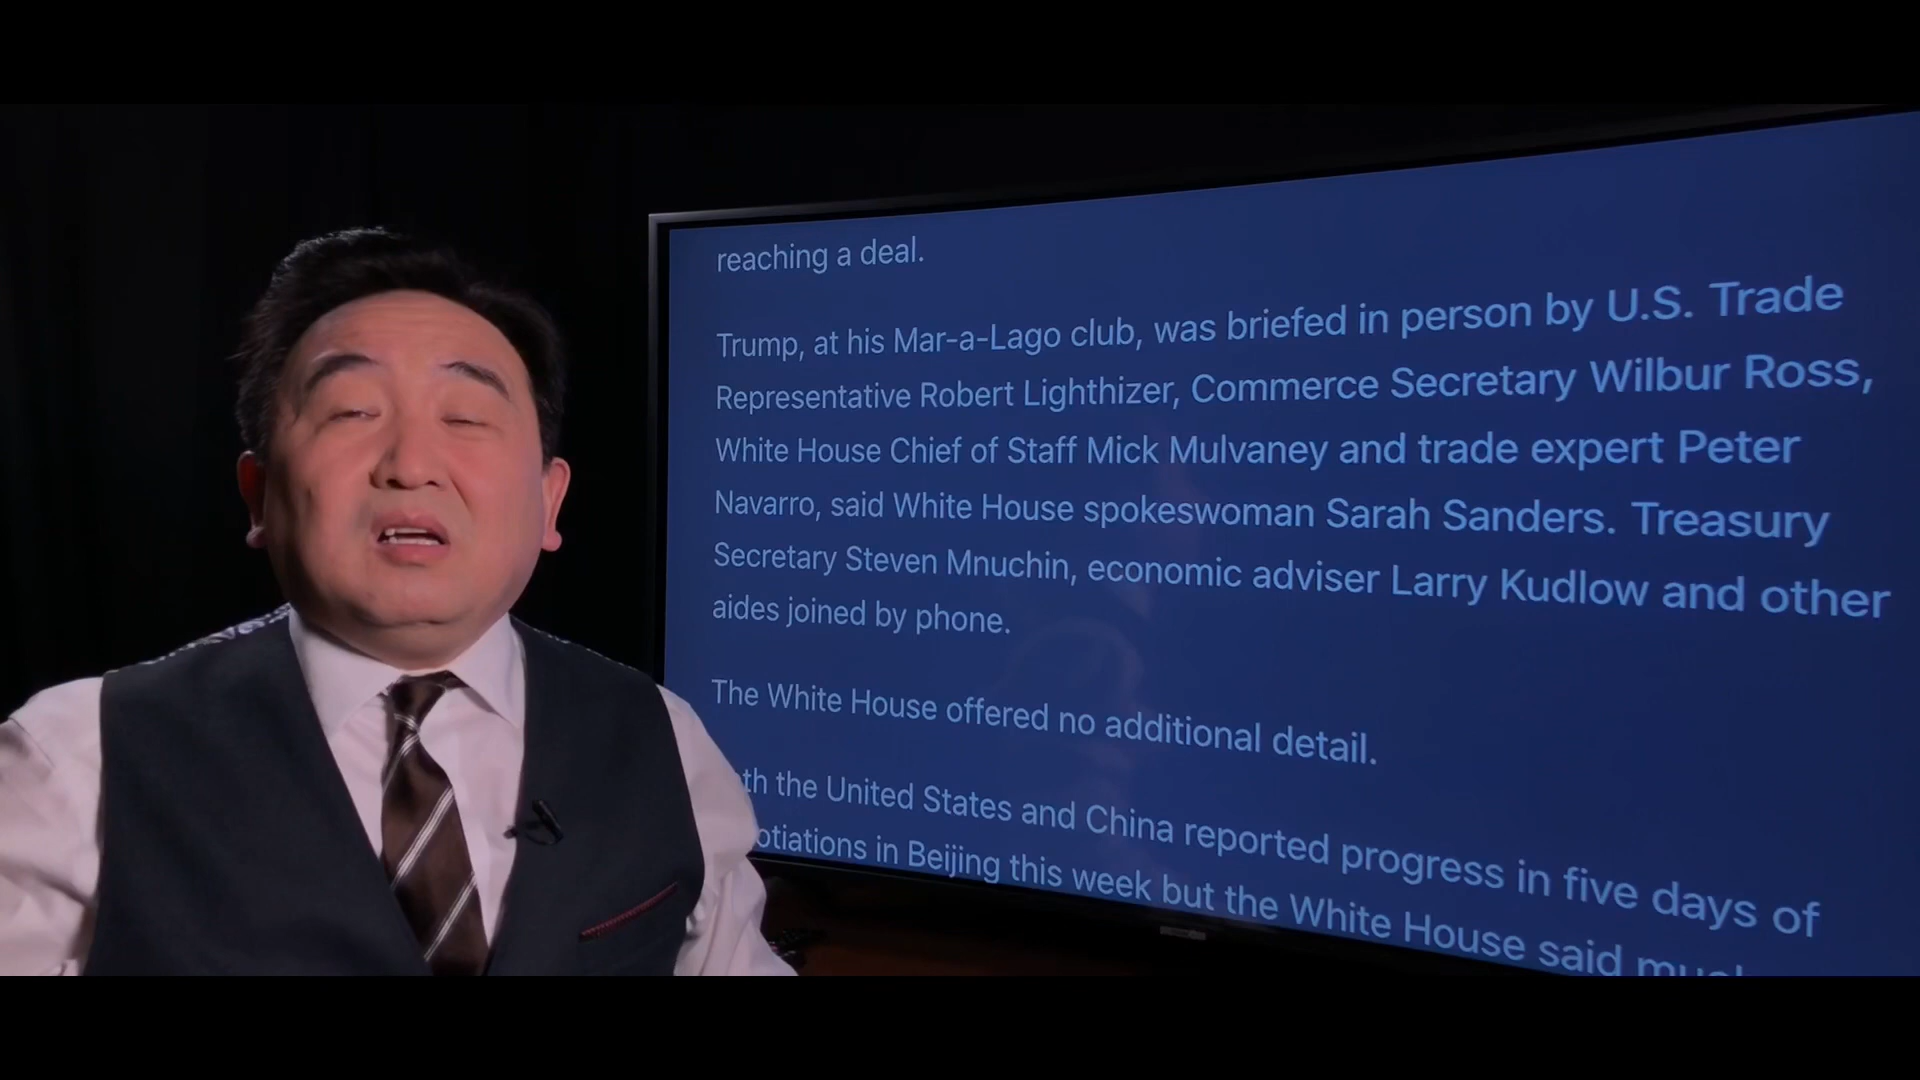 reaching a deal.
Trump, at his Mar-a-Lago club, was briefed in person by U.S. Trade
Representative Robert Lighthizer, Commerce Secretary Wilbur Ross,
White House Chief of Staff Mick Mulvaney and trade expert Peter
Navarro, said White House spokeswoman Sarah Sanders. Treasury
Secretary Steven Mnuchin, economic adviser Larry Kudlow and other
aides joined by phone.
The White House offered no additional detail.
the United States and China reported progress in five days of
in Beijing this week but the White House said